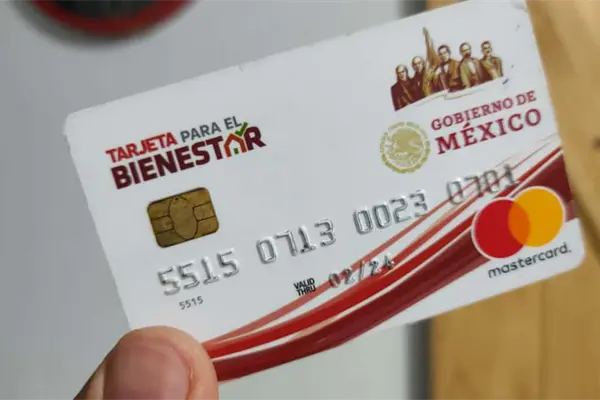 TARJETA PARA EL
BIENESTAR
GOBIERNO DE
MÉXICO
5515 0713 0023 0701
5515
VALID
THRU
02/24
mastercard.